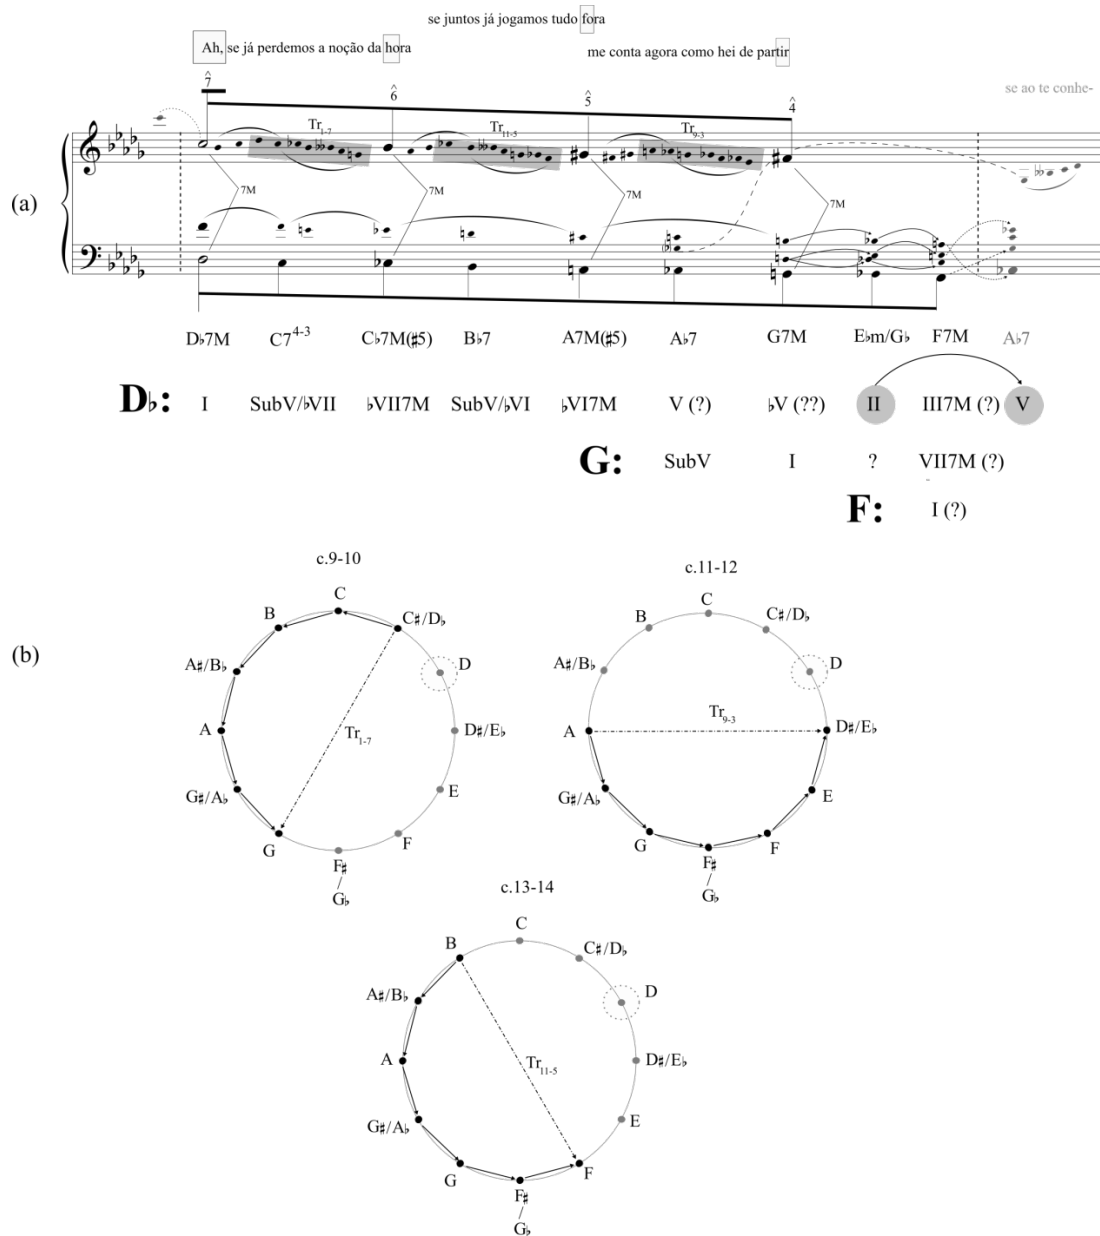 se juntos já jogamos tudo fora
Ah, se já perdemos a noção da hora
me conta agora como hei de partir
se ao te conhe-
^7 ^6 ^5 ^4
Tr1-7 Tr11-5 Tr9-3
(a)
7M 7M 7M 7M
D♭7M C7 4-3 C♭7M(♯5) B♭7 A7M(♯5) A♭7 G7M E♭m/G♭ F7M A♭7
D♭: I SubV/♭VII ♭VII7M SubV/♭VI ♭VI7M V (?) ♭V (??) II III7M (?) V
G: SubV I ? VII7M (?)
F: I (?)
(b)
c.9-10
C
B
C♯/D♭
A♯/B♭
D
A
Tr1-7
D♯/E♭
G♯/A♭
E
G
F
F♯
G♭
c.11-12
C
B
C♯/D♭
A♯/B♭
D
A
Tr9-3
D♯/E♭
G♯/A♭
E
G
F
F♯
G♭
c.13-14
C
B
C♯/D♭
A♯/B♭
D
A
Tr11-5
D♯/E♭
G♯/A♭
E
G
F
F♯
G♭